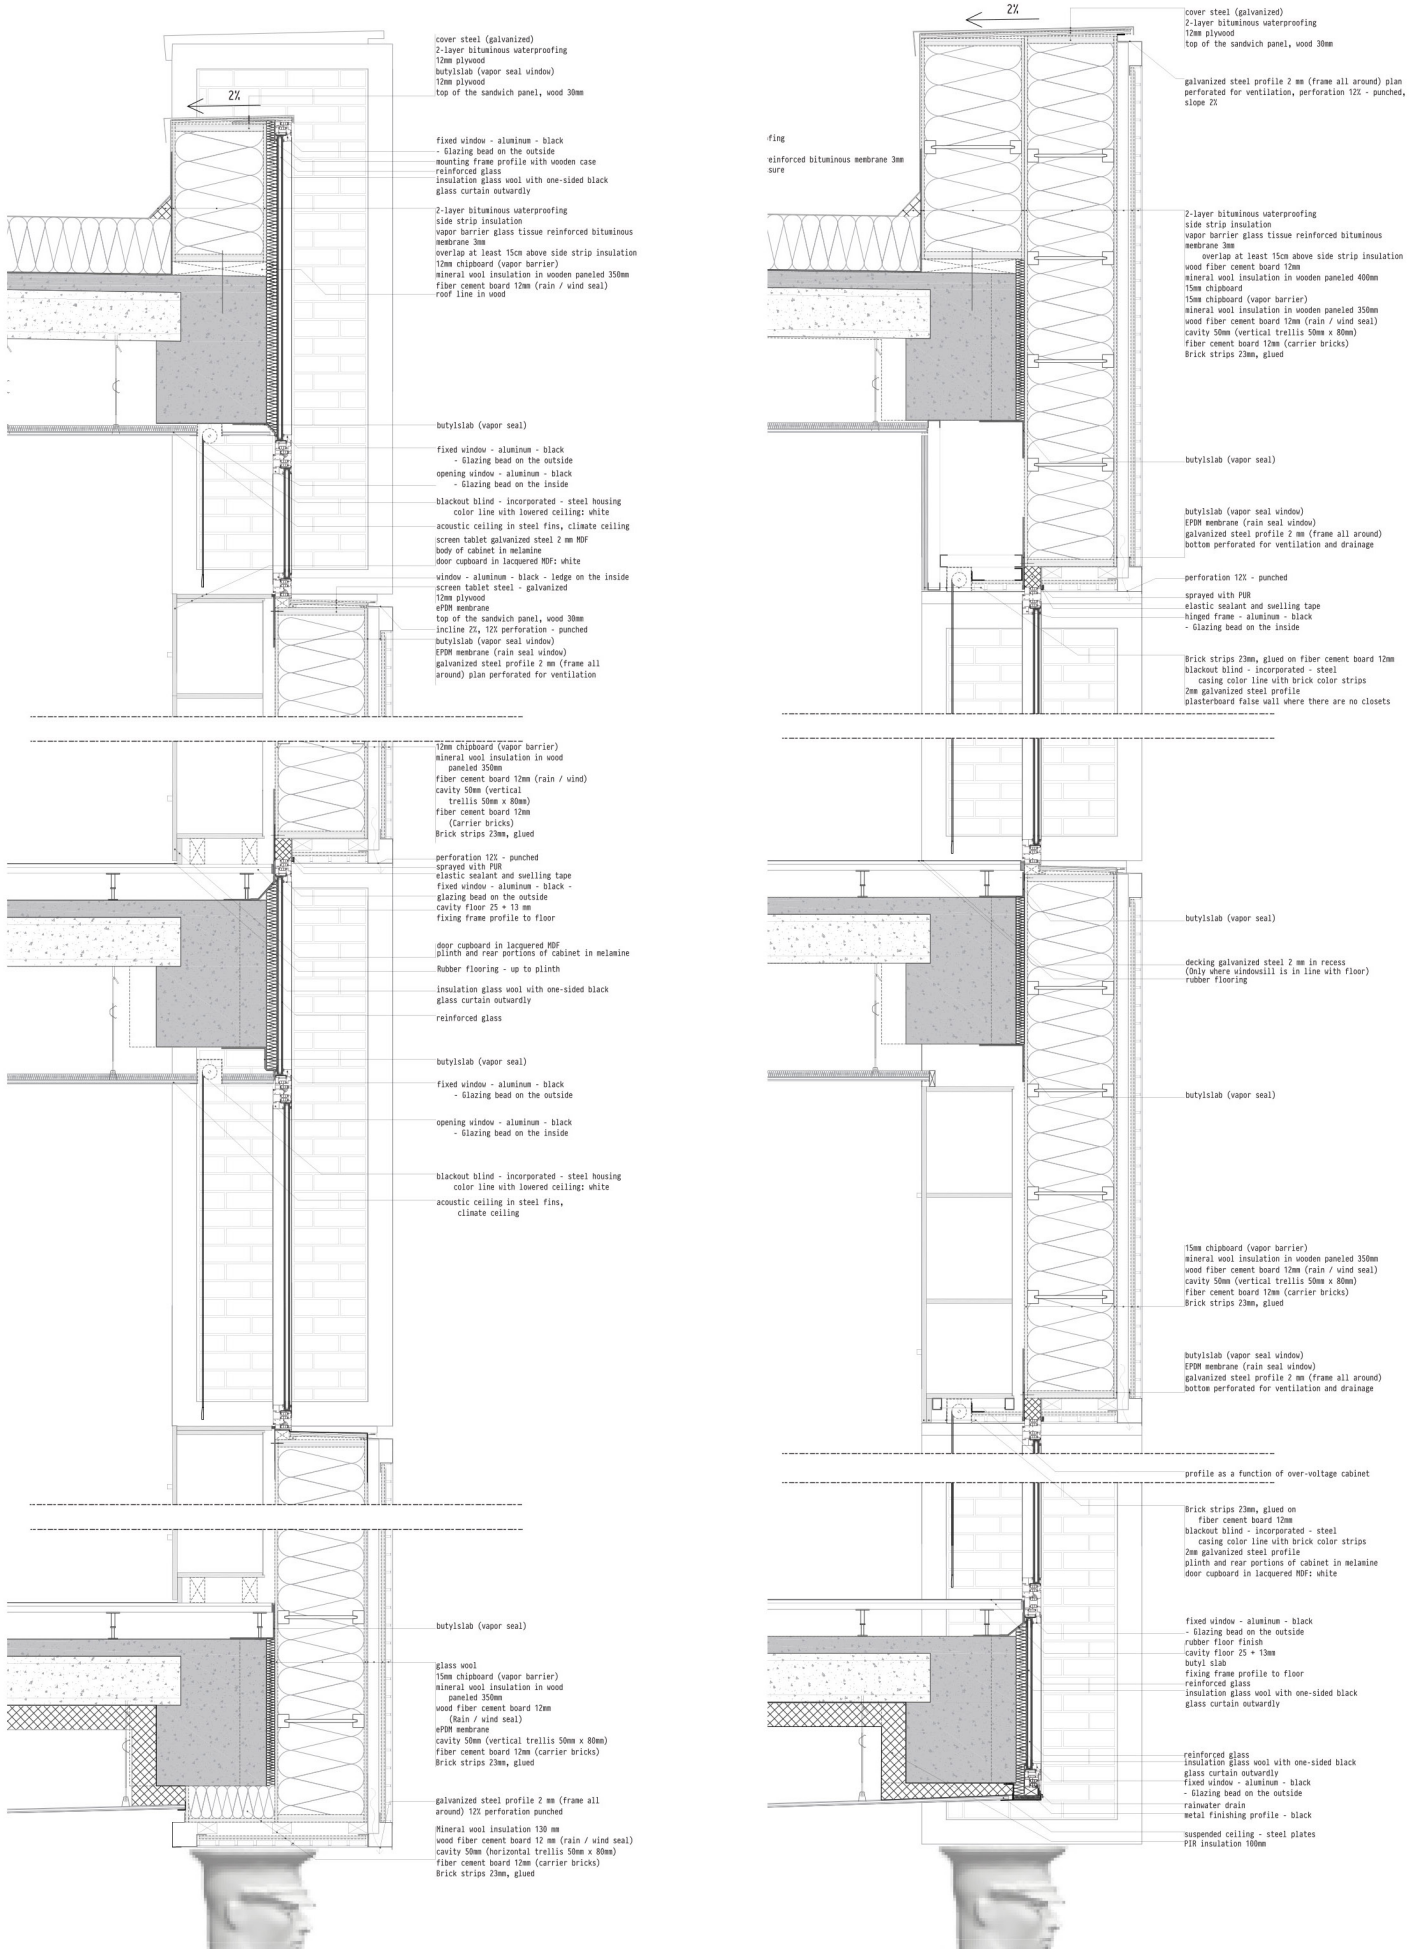 2%
cover steel (galvanized)
2-layer bituminous waterproofing
12mm plywood
butylslab (vapor seal window)
12mm plywood
top of the sandwich panel, wood 30mm
2%
fixed window - aluminum - black
- Glazing bead on the outside
mounting frame profile with wooden case
reinforced glass
insulation glass wool with one-sided black
glass curtain outwardly
2-layer bituminous waterproofing
side strip insulation
vapor barrier glass tissue reinforced bituminous
membrane 3mm
overlap at least 15cm above side strip insulation
12mm chipboard (vapor barrier)
mineral wool insulation in wooden paneled 350mm
fiber cement board 12mm (rain / wind seal)
roof line in wood
butylslab (vapor seal)
fixed window - aluminum - black
- Glazing bead on the outside
opening window - aluminum - black
- Glazing bead on the inside
blackout blind - incorporated - steel housing
color line with lowered ceiling: white
acoustic ceiling in steel fins, climate ceiling
screen tablet galvanized steel 2 mm MDF
body of cabinet in melamine
door cupboard in lacquered MDF: white
window - aluminum - black - ledge on the inside
screen tablet steel - galvanized
12mm plywood
ePDM membrane
top of the sandwich panel, wood 30mm
incline 2%, 12% perforation - punched
butylslab (vapor seal window)
EPDM membrane (rain seal window)
galvanized steel profile 2 mm (frame all
around) plan perforated for ventilation
12mm chipboard (vapor barrier)
mineral wool insulation in wood
paneled 350mm
fiber cement board 12mm (rain / wind)
cavity 50mm (vertical
trellis 50mm x 80mm)
fiber cement board 12mm
(Carrier bricks)
Brick strips 23mm, glued
perforation 12% - punched
sprayed with PUR
elastic sealant and swelling tape
fixed window - aluminum - black -
glazing bead on the outside
cavity floor 25 + 13 mm
fixing frame profile to floor
door cupboard in lacquered MDF
plinth and rear portions of cabinet in melamine
Rubber flooring - up to plinth
insulation glass wool with one-sided black
glass curtain outwardly
reinforced glass
butylslab (vapor seal)
fixed window - aluminum - black
- Glazing bead on the outside
opening window - aluminum - black
- Glazing bead on the inside
blackout blind - incorporated - steel housing
color line with lowered ceiling: white
acoustic ceiling in steel fins,
climate ceiling
butylslab (vapor seal)
glass wool
15mm chipboard (vapor barrier)
mineral wool insulation in wood
paneled 350mm
wood fiber cement board 12mm
(Rain / wind seal)
ePDM membrane
cavity 50mm (vertical trellis 50mm x 80mm)
fiber cement board 12mm (carrier bricks)
Brick strips 23mm, glued
galvanized steel profile 2 mm (frame all
around) 12% perforation punched
Mineral wool insulation 130 mm
wood fiber cement board 12 mm (rain / wind seal)
cavity 50mm (horizontal trellis 50mm x 80mm)
fiber cement board 12mm (carrier bricks)
Brick strips 23mm, glued
cover steel (galvanized)
2-layer bituminous waterproofing
12mm plywood
top of the sandwich panel, wood 30mm
galvanized steel profile 2 mm (frame all around) plan
perforated for ventilation, perforation 12% - punched,
slope 2%
fing
einforced bituminous membrane 3mm
sure
2-layer bituminous waterproofing
side strip insulation
vapor barrier glass tissue reinforced bituminous
membrane 3mm
overlap at least 15cm above side strip insulation
wood fiber cement board 12mm
mineral wool insulation in wooden paneled 400mm
15mm chipboard
15mm chipboard (vapor barrier)
mineral wool insulation in wooden paneled 350mm
wood fiber cement board 12mm (rain / wind seal)
cavity 50mm (vertical trellis 50mm x 80mm)
fiber cement board 12mm (carrier bricks)
Brick strips 23mm, glued
butylslab (vapor seal)
butylslab (vapor seal window)
EPDM membrane (rain seal window)
galvanized steel profile 2 mm (frame all around)
bottom perforated for ventilation and drainage
perforation 12% - punched
sprayed with PUR
elastic sealant and swelling tape
hinged frame - aluminum - black
- Glazing bead on the inside
Brick strips 23mm, glued on fiber cement board 12mm
blackout blind - incorporated - steel
casing color line with brick color strips
2mm galvanized steel profile
plasterboard false wall where there are no closets
butylslab (vapor seal)
decking galvanized steel 2 mm in recess
(Only where windowsill is in line with floor)
rubber flooring
butylslab (vapor seal)
15mm chipboard (vapor barrier)
mineral wool insulation in wooden paneled 350mm
wood fiber cement board 12mm (rain / wind seal)
cavity 50mm (vertical trellis 50mm x 80mm)
fiber cement board 12mm (carrier bricks)
Brick strips 23mm, glued
butylslab (vapor seal window)
EPDM membrane (rain seal window)
galvanized steel profile 2 mm (frame all around)
bottom perforated for ventilation and drainage
profile as a function of over-voltage cabinet
Brick strips 23mm, glued on
fiber cement board 12mm
blackout blind - incorporated - steel
casing color line with brick color strips
2mm galvanized steel profile
plinth and rear portions of cabinet in melamine
door cupboard in lacquered MDF: white
fixed window - aluminum - black
- Glazing bead on the outside
rubber floor finish
cavity floor 25 + 13mm
butyl slab
fixing frame profile to floor
reinforced glass
insulation glass wool with one-sided black
glass curtain outwardly
reinforced glass
insulation glass wool with one-sided black
glass curtain outwardly
fixed window - aluminum - black
- Glazing bead on the outside
rainwater drain
metal finishing profile - black
suspended ceiling - steel plates
PIR insulation 100mm